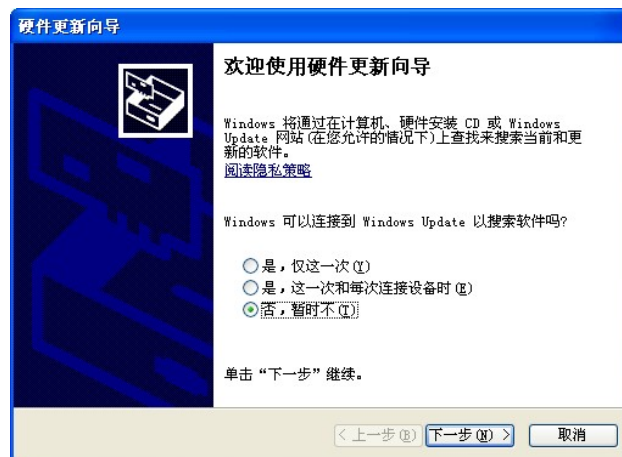 硬件更新向导
欢迎使用硬件更新向导
Windows 将通过在计算机、硬件安装 CD 或 Windows
Update 网站(在您允许的情况下)上查找来搜索当前和更
新的软件。
阅读隐私策略
Windows 可以连接到 Windows Update 以搜索软件吗?
是，仅这一次(Y)
是，这一次和每次连接设备时(E)
否，暂时不(T)
单击“下一步”继续。
< 上一步(B) 下一步(N) > 取消